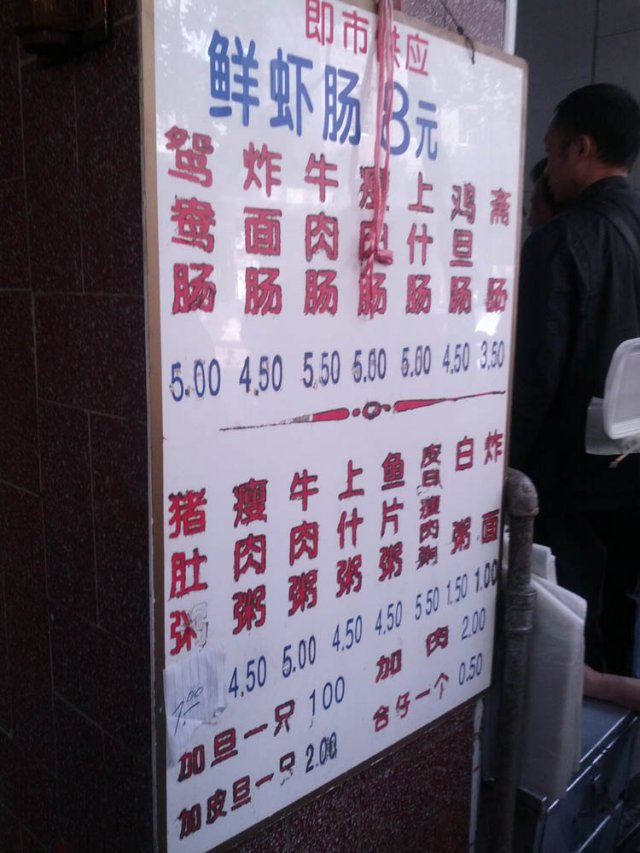 即市供应
鲜虾肠 8元
鸳鸯肠 炸面肠 牛肉肠 瘦肉肠 上什肠 鸡旦肠 斋肠
5.00 4.50 5.50 5.00 5.00 4.50 3.50
猪肚粥 瘦肉粥 牛肉粥 上什粥 鱼片粥 皮旦瘦肉粥 白粥 炸面
7.00 4.50 5.00 4.50 4.50 5.50 1.50 1.00
加旦一只 1.00 加肉 2.00
加皮旦一只 2.00 合仔一个 0.50